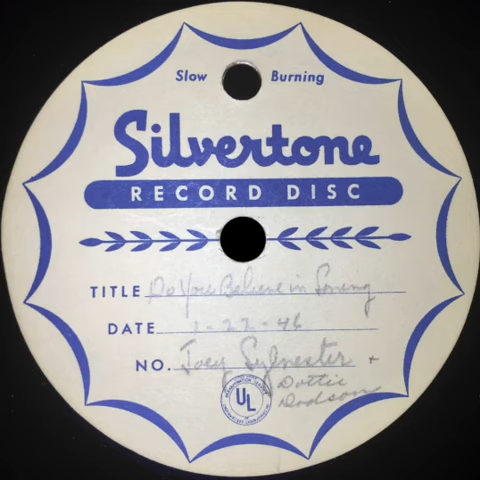 Slow Burning
Silvertone
RECORD DISC
TITLE Do You Believe in
DATE 1-27-46
NO. Joey Sylvester +
Dottie
Dodson
UL